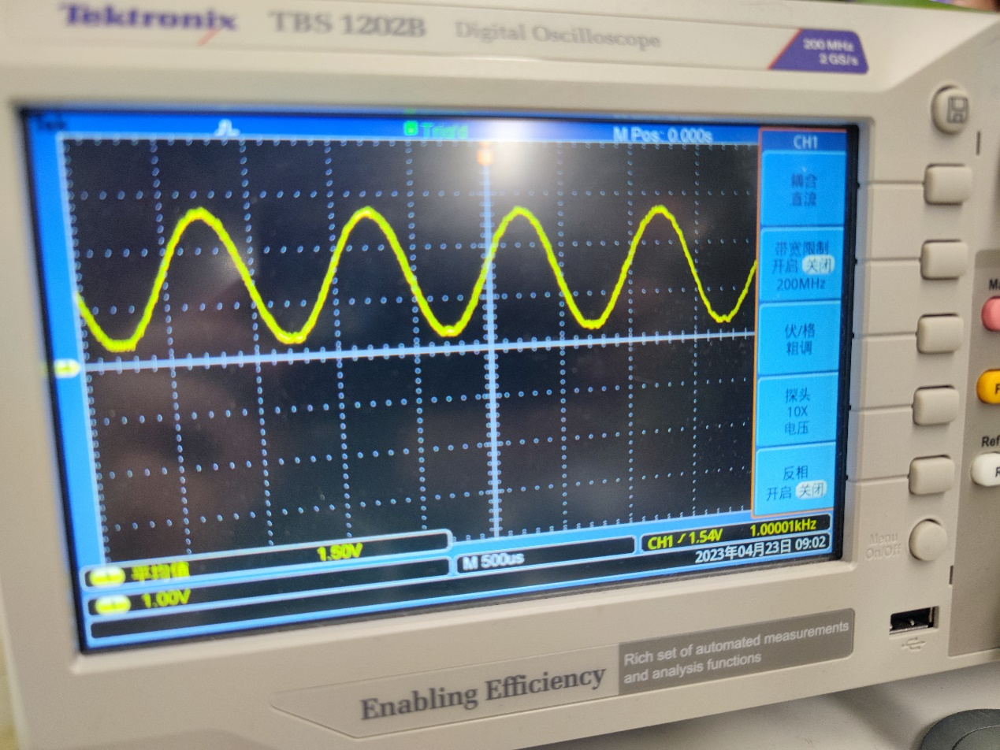 Tektronix TBS 1202B Digital Oscilloscope
200 MHz
2 GS/s
Tek
Trig'd
M Pos: 0.000s
CH1
耦合
直流
带宽限制
开启 关闭
200MHz
伏/格
粗调
探头
10X
电压
反相
开启 关闭
平均值 1.50V
1.00V
M 500us
CH1 / 1.54V 1.00001kHz
2023年04月23日 09:02
Menu
On/Off
Ref
Enabling Efficiency
Rich set of automated measurements
and analysis functions